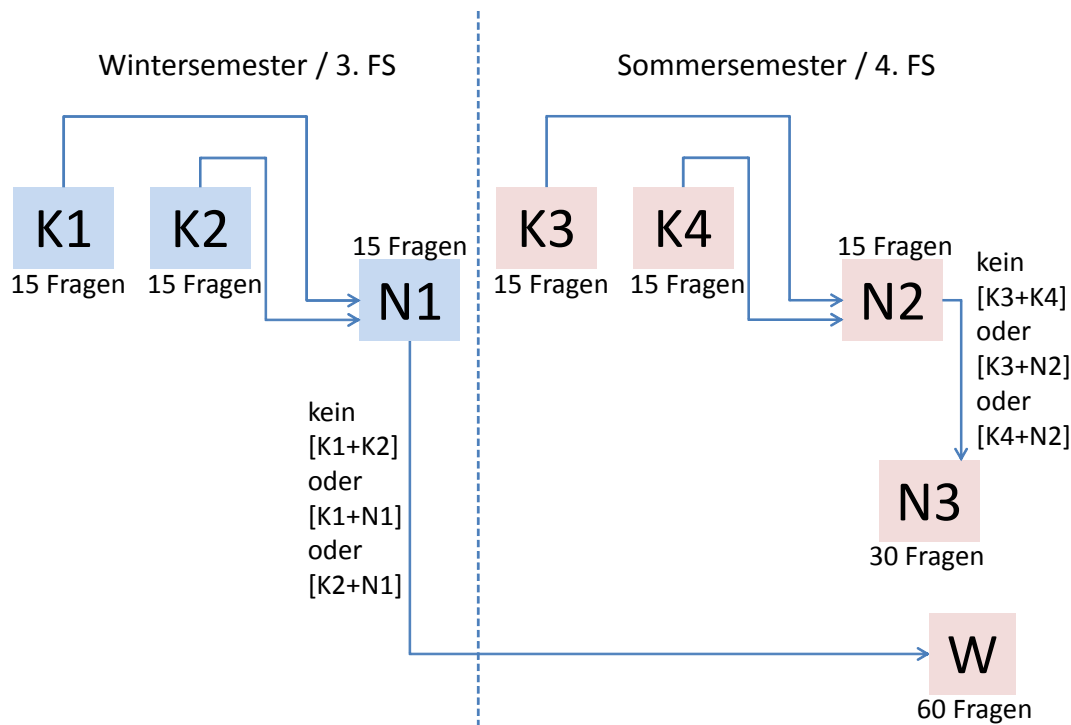 Wintersemester / 3. FS
K1
15 Fragen
K2
15 Fragen
15 Fragen
N1
kein
[K1+K2]
oder
[K1+N1]
oder
[K2+N1]
Sommersemester / 4. FS
K3
15 Fragen
K4
15 Fragen
15 Fragen
N2
kein
[K3+K4]
oder
[K3+N2]
oder
[K4+N2]
N3
30 Fragen
W
60 Fragen